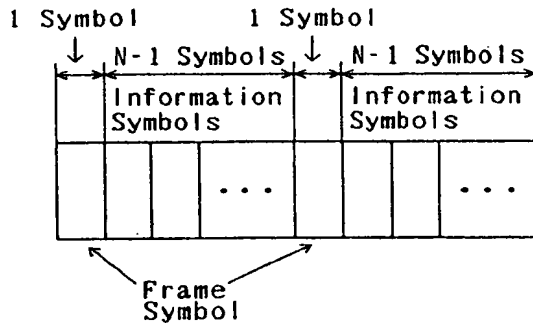 1 Symbol 1 Symbol
N-1 Symbols N-1 Symbols
Information Information
Symbols Symbols
... ...
Frame
Symbol